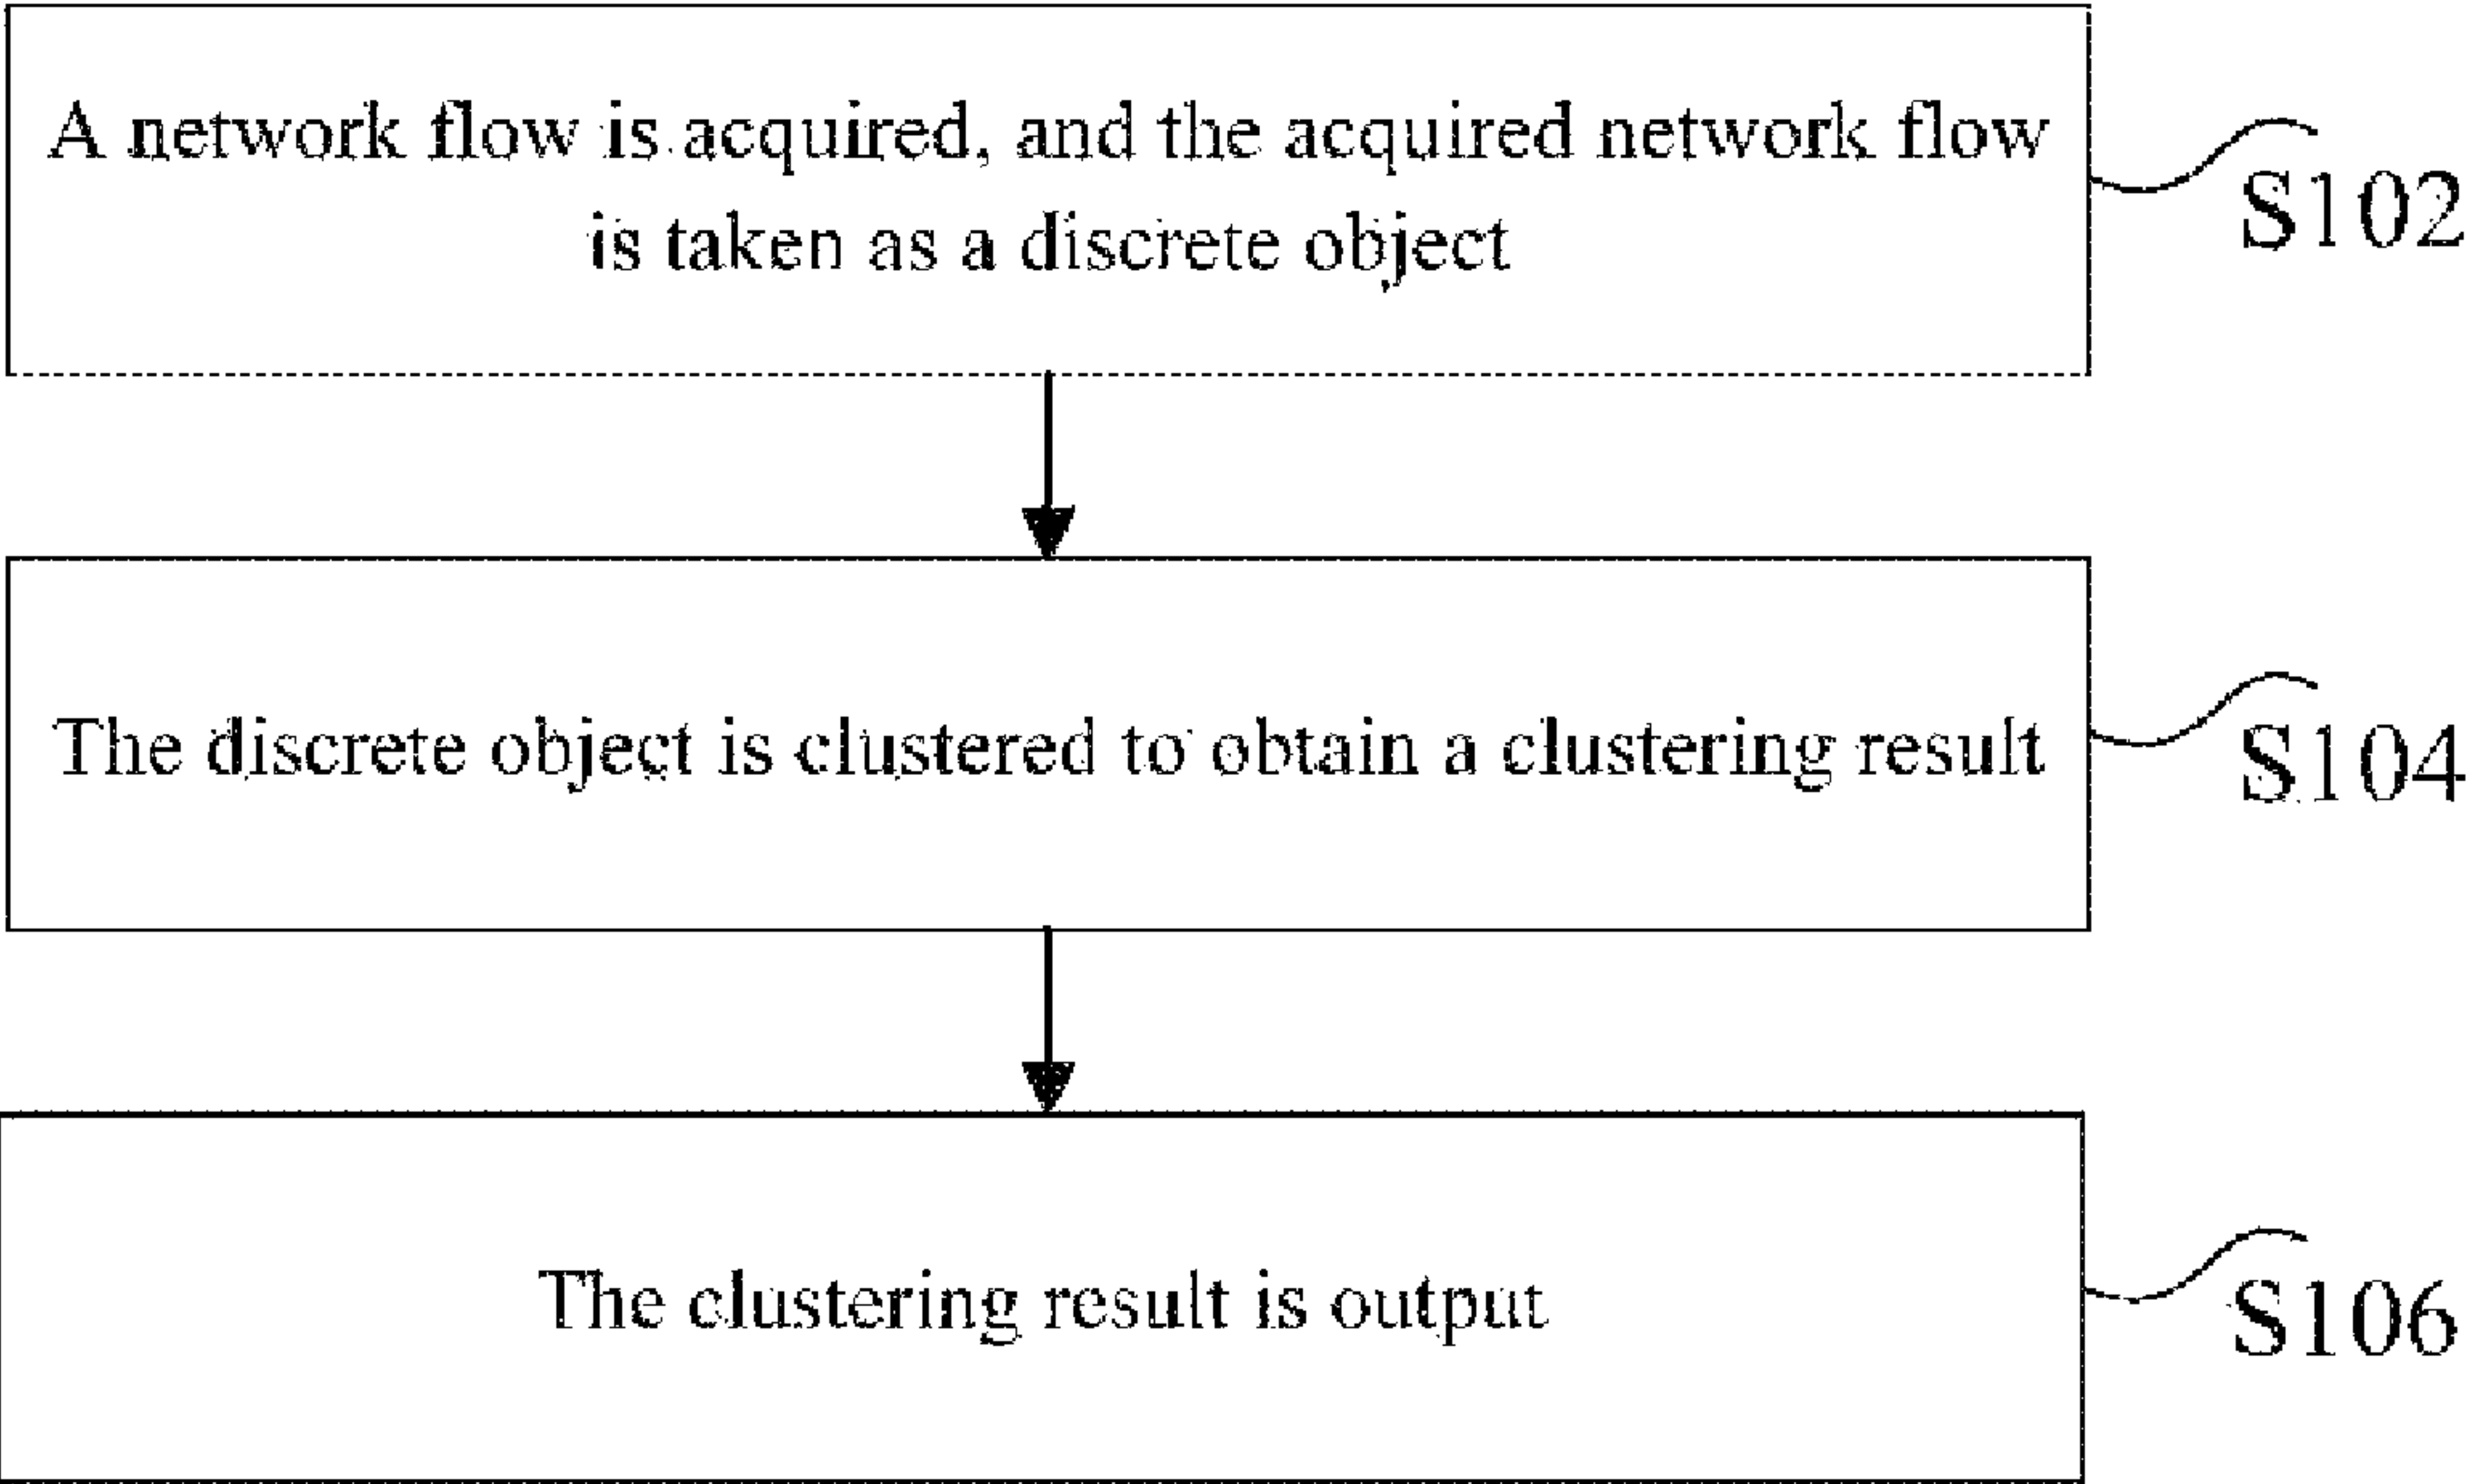 A network flow is acquired, and the acquired network flow
is taken as a discrete object
S102
The discrete object is clustered to obtain a clustering result
S104
The clustering result is output
S106